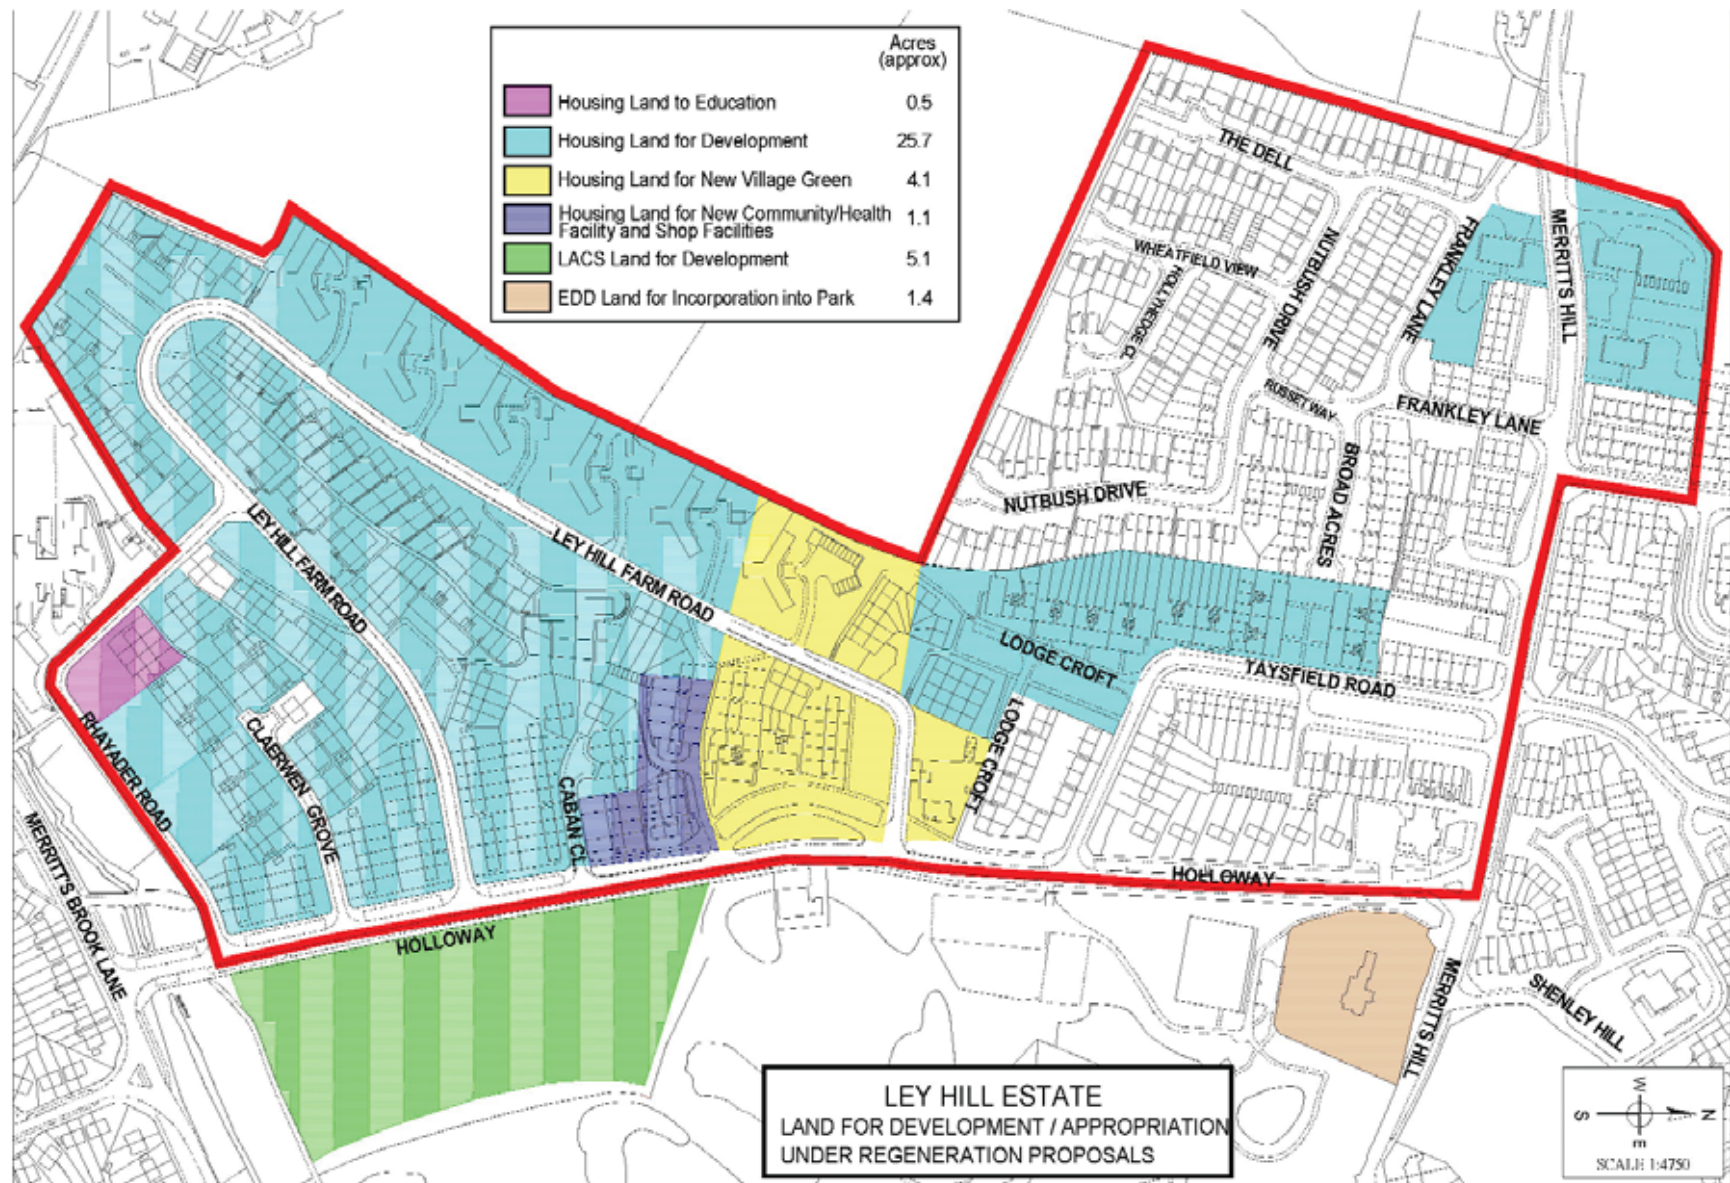 Acres
(approx)
Housing Land to Education 0.5
Housing Land for Development 25.7
Housing Land for New Village Green 4.1
Housing Land for New Community/Health
Facility and Shop Facilities 1.1
LACS Land for Development 5.1
EDD Land for Incorporation into Park 1.4
THE DELL
MERRITTS HILL
FRANKLEY LANE
NUTBUSH DRIVE
WHEATFIELD VIEW
HOLLYHEDGE CL
FRANKLEY LANE
RUSSET WAY
BROAD ACRES
NUTBUSH DRIVE
LEY HILL FARM ROAD
LEY HILL FARM ROAD
LODGE CROFT
TAYSFIELD ROAD
LODGE CROFT
RHAYADER ROAD
CLAERWEN GROVE
CABAN CL
MERRITT'S BROOK LANE
HOLLOWAY
HOLLOWAY
MERRITTS HILL
SHENLEY HILL
LEY HILL ESTATE
LAND FOR DEVELOPMENT / APPROPRIATION
UNDER REGENERATION PROPOSALS
W
S N
E
SCALE 1:4750